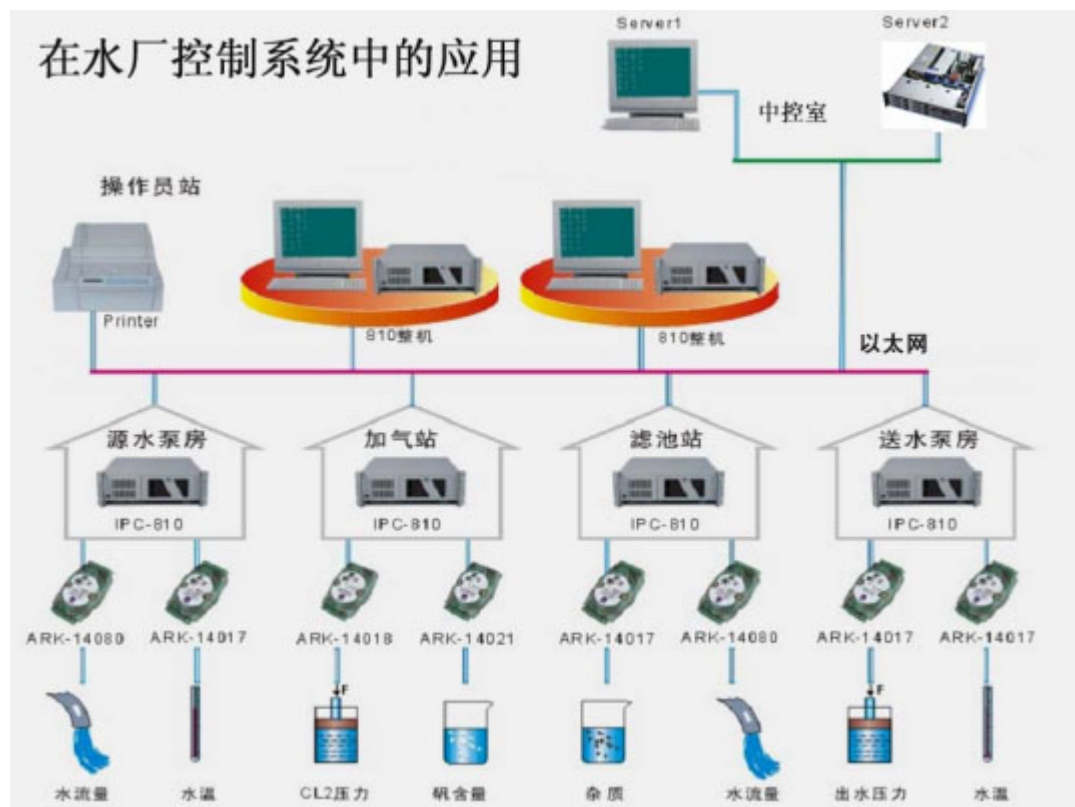 Server1
Server2
在水厂控制系统中的应用
中控室
操作员站
Printer
810整机
810整机
以太网
源水泵房
加气站
滤池站
送水泵房
IPC-810
IPC-810
IPC-810
IPC-810
ARK-14080
ARK-14017
ARK-14018
ARK-14021
ARK-14017
ARK-14080
ARK-14017
ARK-14017
F
F
水流量
水温
CL2压力
矾含量
杂质
水流量
出水压力
水温